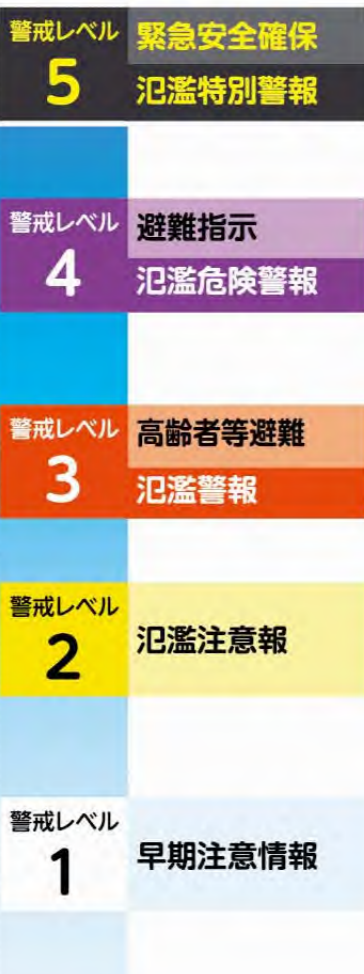 警戒レベル
5
緊急安全確保
氾濫特別警報
警戒レベル
4
避難指示
氾濫危険警報
警戒レベル
3
高齢者等避難
氾濫警報
警戒レベル
2
氾濫注意報
警戒レベル
1
早期注意情報